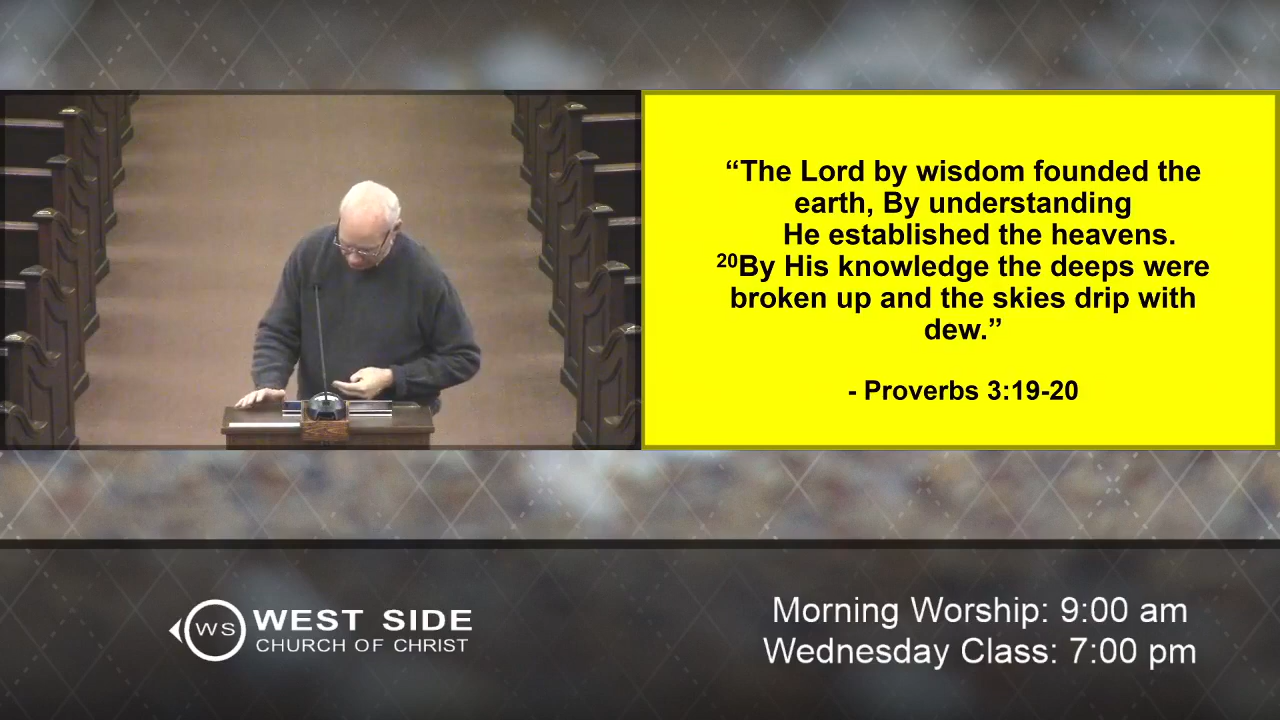 “The Lord by wisdom founded the
earth, By understanding
He established the heavens.
²⁰By His knowledge the deeps were
broken up and the skies drip with
dew.”
- Proverbs 3:19-20
WS
WEST SIDE
CHURCH OF CHRIST
Morning Worship: 9:00 am
Wednesday Class: 7:00 pm